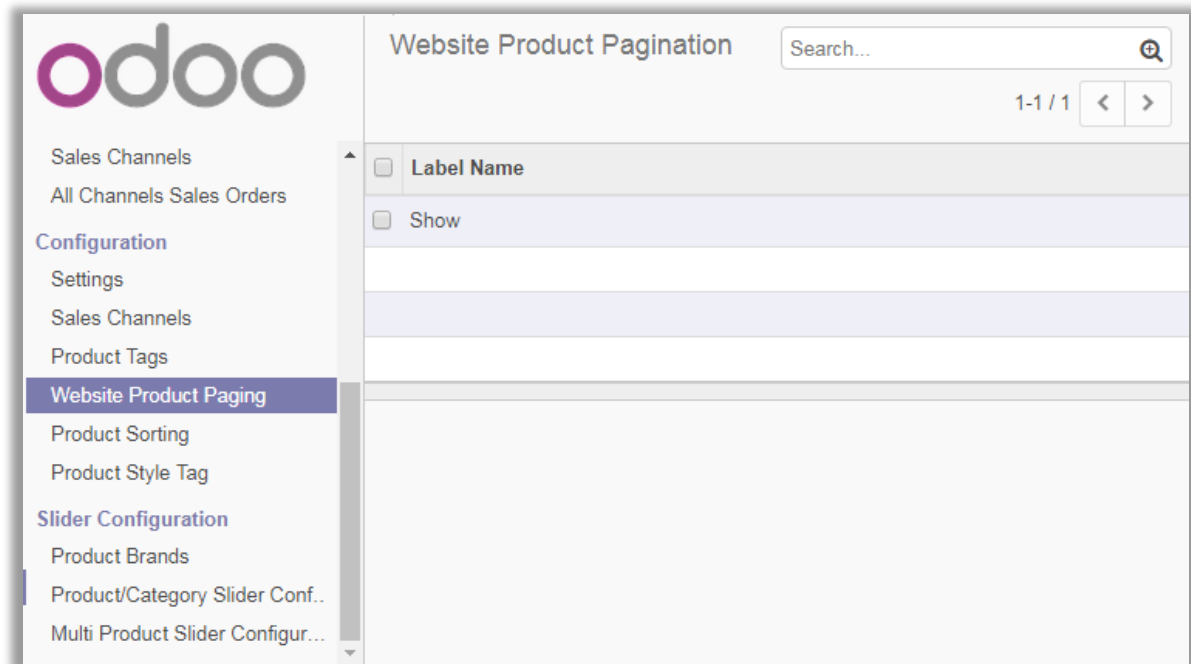 odoo
Sales Channels
All Channels Sales Orders
Configuration
Settings
Sales Channels
Product Tags
Website Product Paging
Product Sorting
Product Style Tag
Slider Configuration
Product Brands
Product/Category Slider Conf..
Multi Product Slider Configur...
Website Product Pagination
Search...
1-1 / 1
Label Name
Show